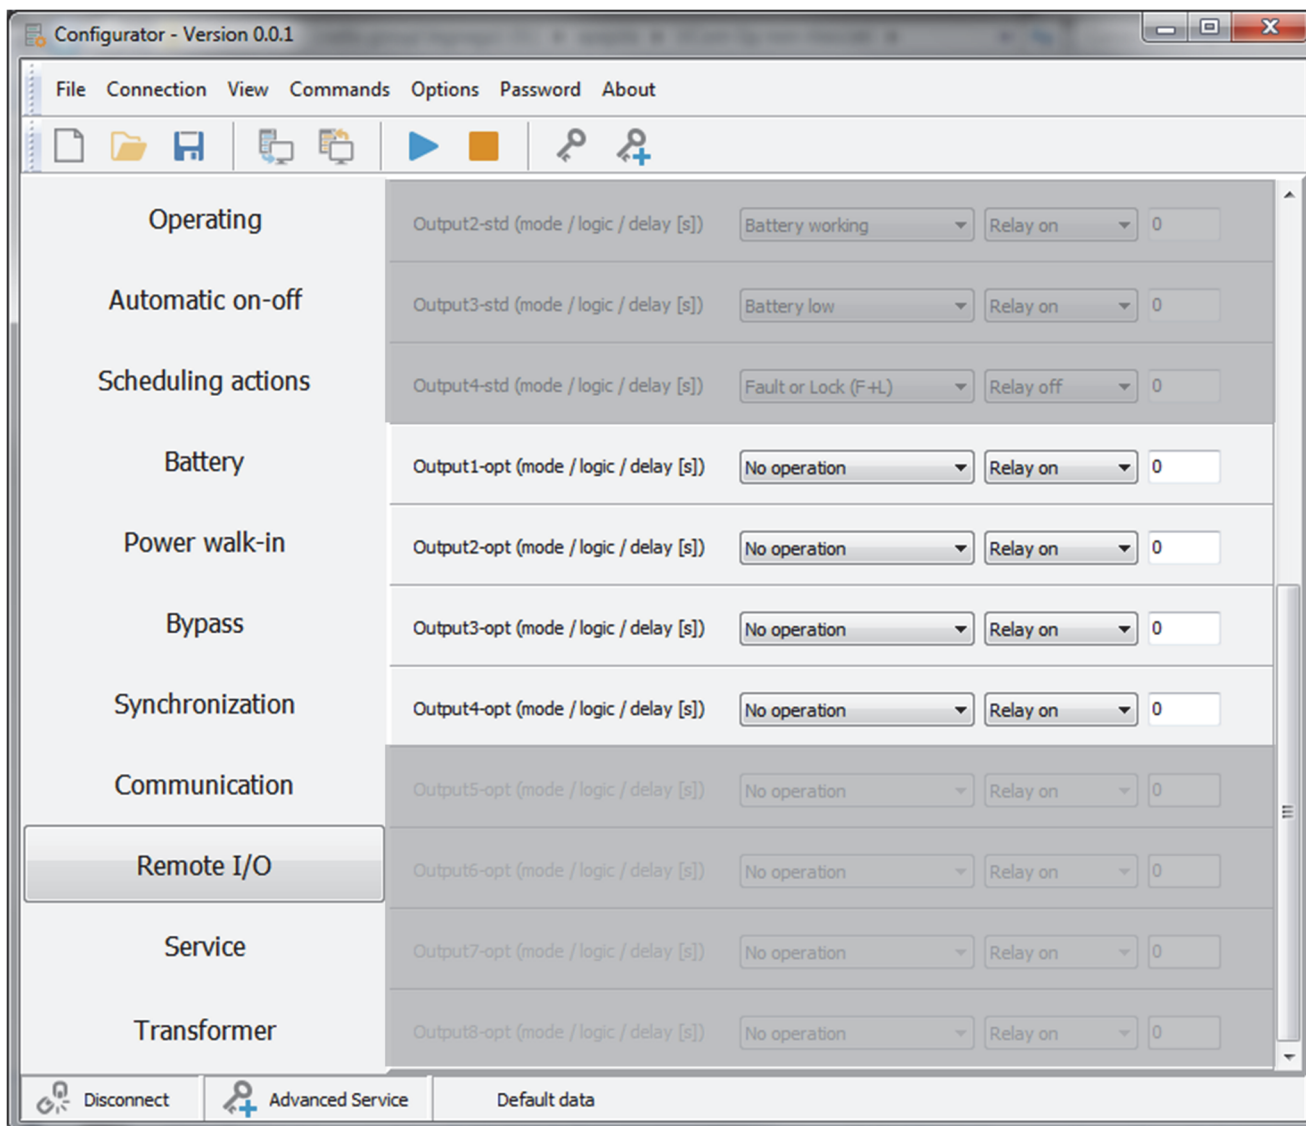 Configurator - Version 0.0.1
File Connection View Commands Options Password About
Operating
Automatic on-off
Scheduling actions
Battery
Power walk-in
Bypass
Synchronization
Communication
Remote I/O
Service
Transformer
Output2-std (mode / logic / delay [s]) Battery working Relay on 0
Output3-std (mode / logic / delay [s]) Battery low Relay on 0
Output4-std (mode / logic / delay [s]) Fault or Lock (F+L) Relay off 0
Output1-opt (mode / logic / delay [s]) No operation Relay on 0
Output2-opt (mode / logic / delay [s]) No operation Relay on 0
Output3-opt (mode / logic / delay [s]) No operation Relay on 0
Output4-opt (mode / logic / delay [s]) No operation Relay on 0
Output5-opt (mode / logic / delay [s]) No operation Relay on 0
Output6-opt (mode / logic / delay [s]) No operation Relay on 0
Output7-opt (mode / logic / delay [s]) No operation Relay on 0
Output8-opt (mode / logic / delay [s]) No operation Relay on 0
Disconnect Advanced Service Default data